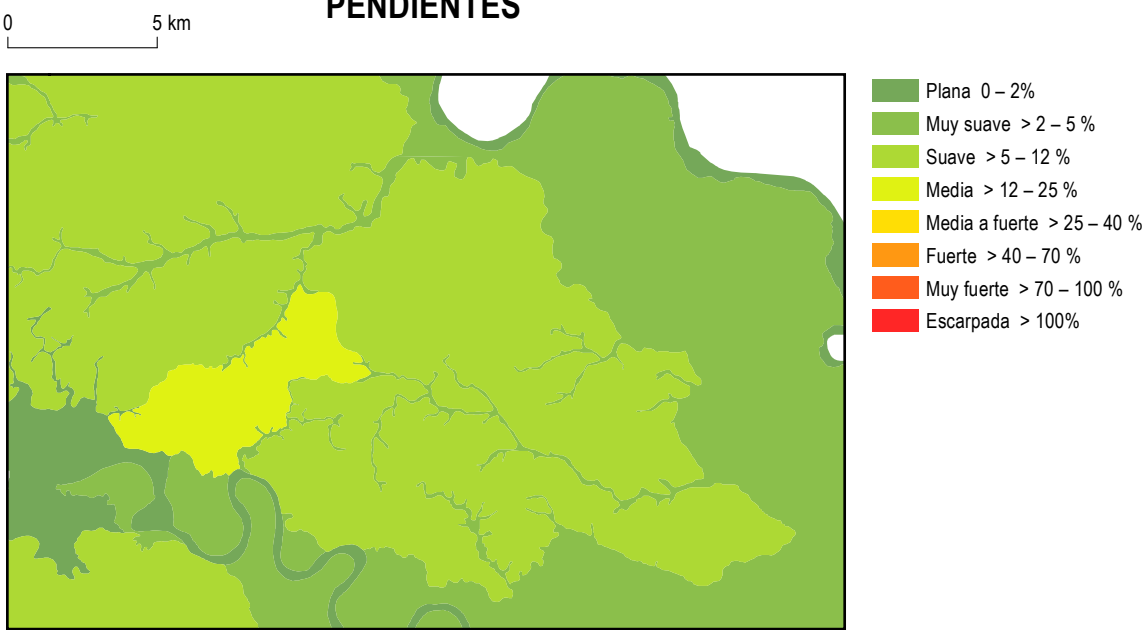 PENDIENTES
0 5 km
Plana 0 – 2%
Muy suave > 2 – 5 %
Suave > 5 – 12 %
Media > 12 – 25 %
Media a fuerte > 25 – 40 %
Fuerte > 40 – 70 %
Muy fuerte > 70 – 100 %
Escarpada > 100%